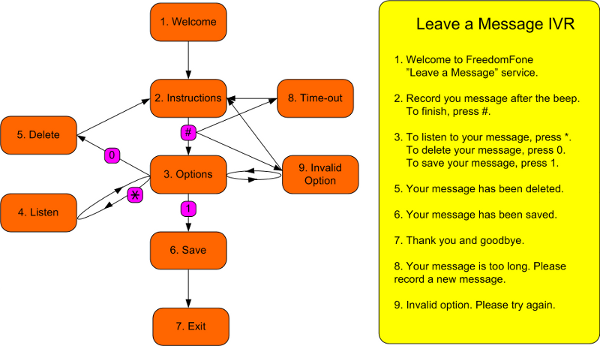 1. Welcome
2. Instructions
8. Time-out
5. Delete
#
0
3. Options
9. Invalid
Option
4. Listen
*
1
6. Save
7. Exit
Leave a Message IVR
1. Welcome to FreedomFone
"Leave a Message" service.
2. Record you message after the beep.
To finish, press #.
3. To listen to your message, press *.
To delete your message, press 0.
To save your message, press 1.
5. Your message has been deleted.
6. Your message has been saved.
7. Thank you and goodbye.
8. Your message is too long. Please
record a new message.
9. Invalid option. Please try again.